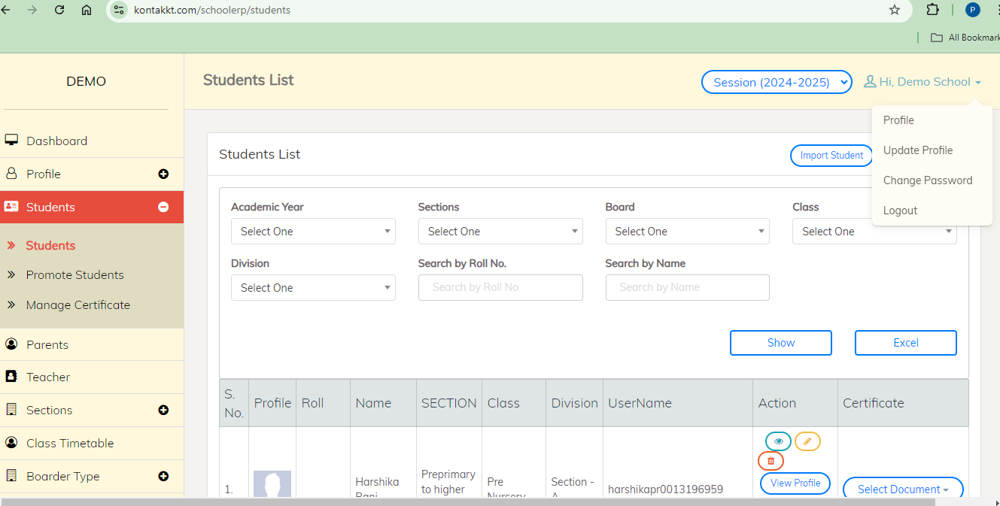 kontakkt.com/schoolerp/students
P
All Bookmark
DEMO
Students List
Session (2024-2025)
Hi, Demo School
Profile
Update Profile
Change Password
Logout
Dashboard
Profile
Students
Students
Promote Students
Manage Certificate
Parents
Teacher
Sections
Class Timetable
Boarder Type
Students List
Import Student
Academic Year
Sections
Board
Class
Select One
Select One
Select One
Select One
Division
Search by Roll No.
Search by Name
Select One
Search by Roll No
Search by Name
Show
Excel
S. No.
Profile
Roll
Name
SECTION
Class
Division
UserName
Action
Certificate
1.
Harshika
Rani
Preprimary
to higher
Pre
Nursery
Section -
A
harshikapr0013196959
View Profile
Select Document